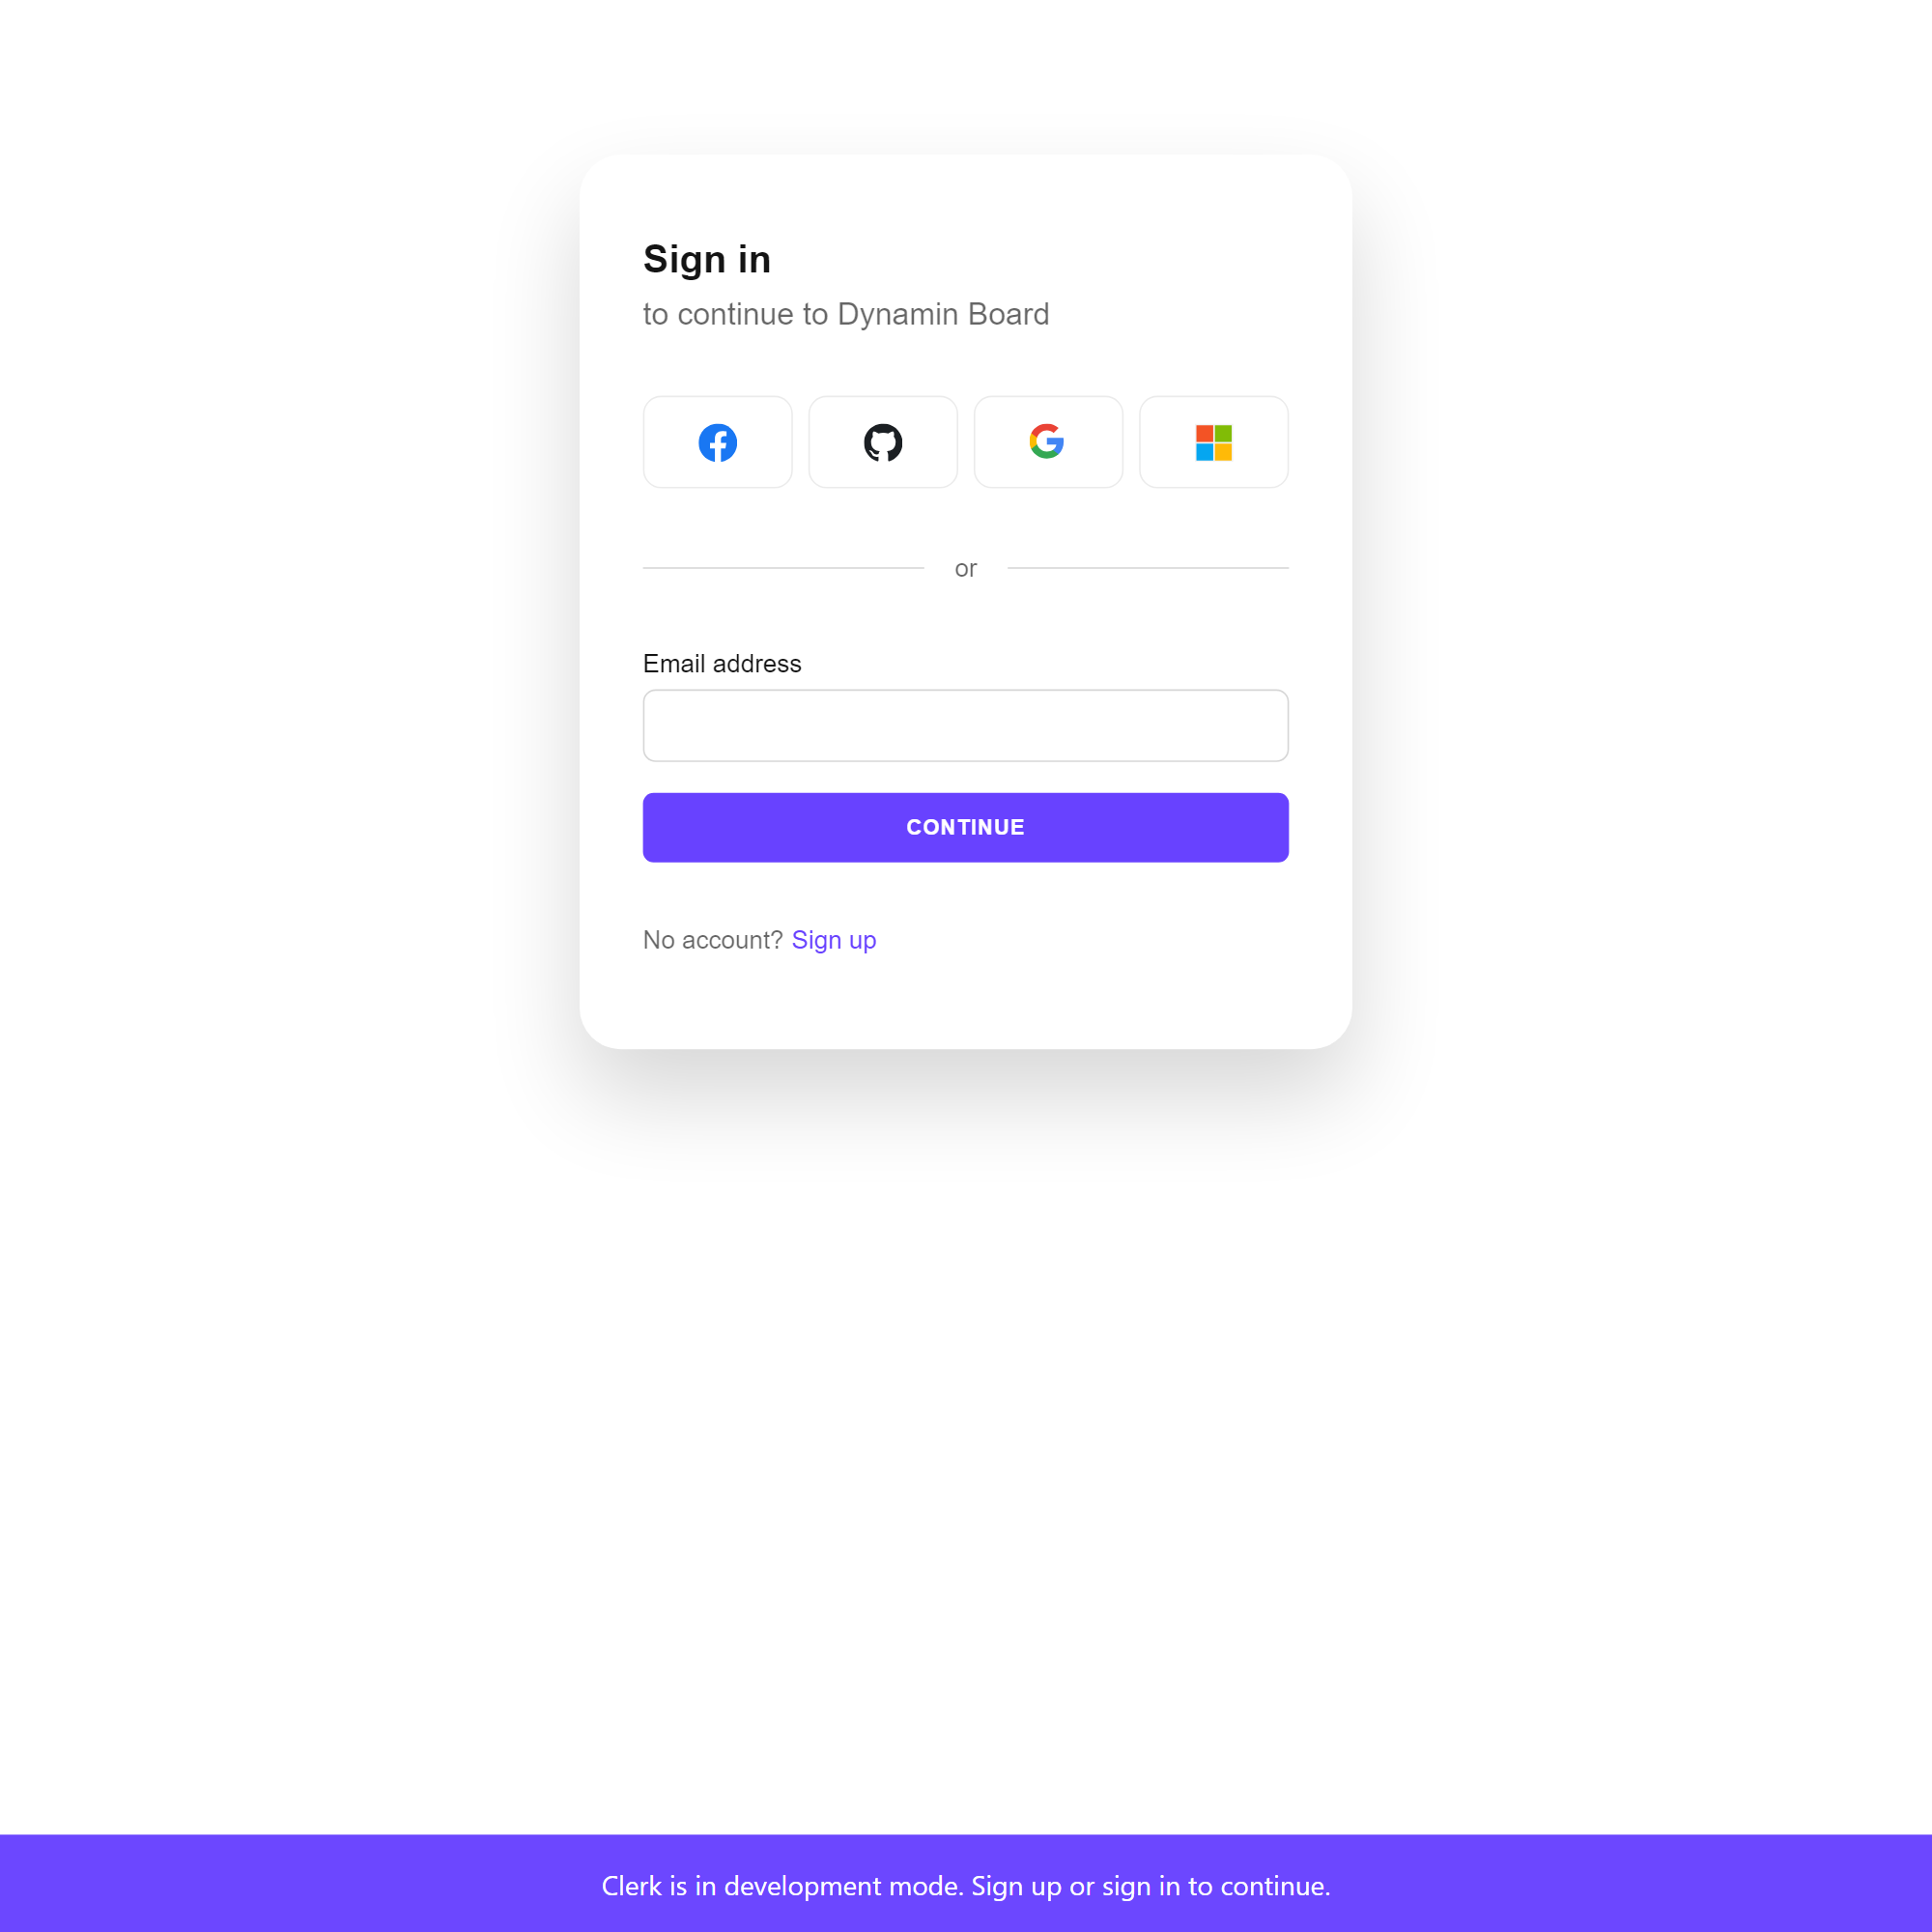 Sign in
to continue to Dynamin Board
or
Email address
CONTINUE
No account? Sign up
Clerk is in development mode. Sign up or sign in to continue.